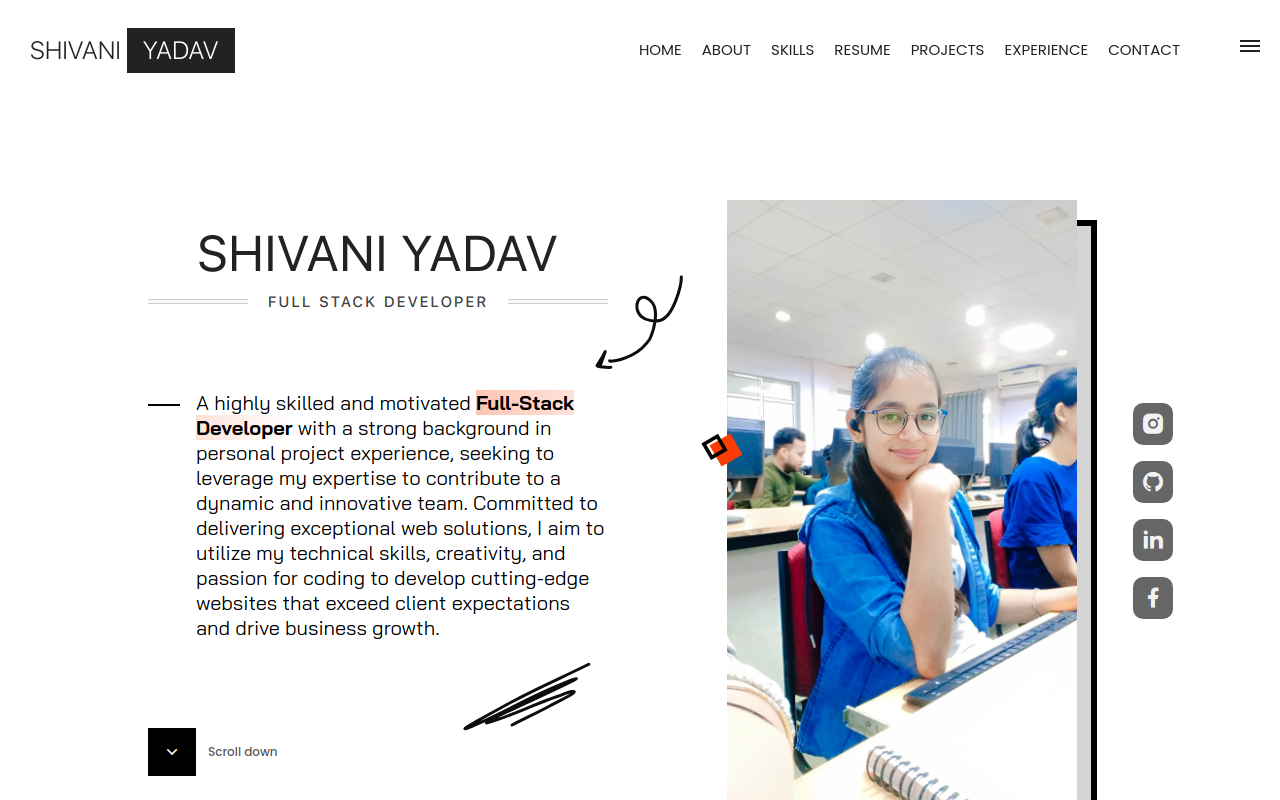 SHIVANI YADAV
HOME ABOUT SKILLS RESUME PROJECTS EXPERIENCE CONTACT
SHIVANI YADAV
FULL STACK DEVELOPER
A highly skilled and motivated Full-Stack
Developer with a strong background in
personal project experience, seeking to
leverage my expertise to contribute to a
dynamic and innovative team. Committed to
delivering exceptional web solutions, I aim to
utilize my technical skills, creativity, and
passion for coding to develop cutting-edge
websites that exceed client expectations
and drive business growth.
Scroll down